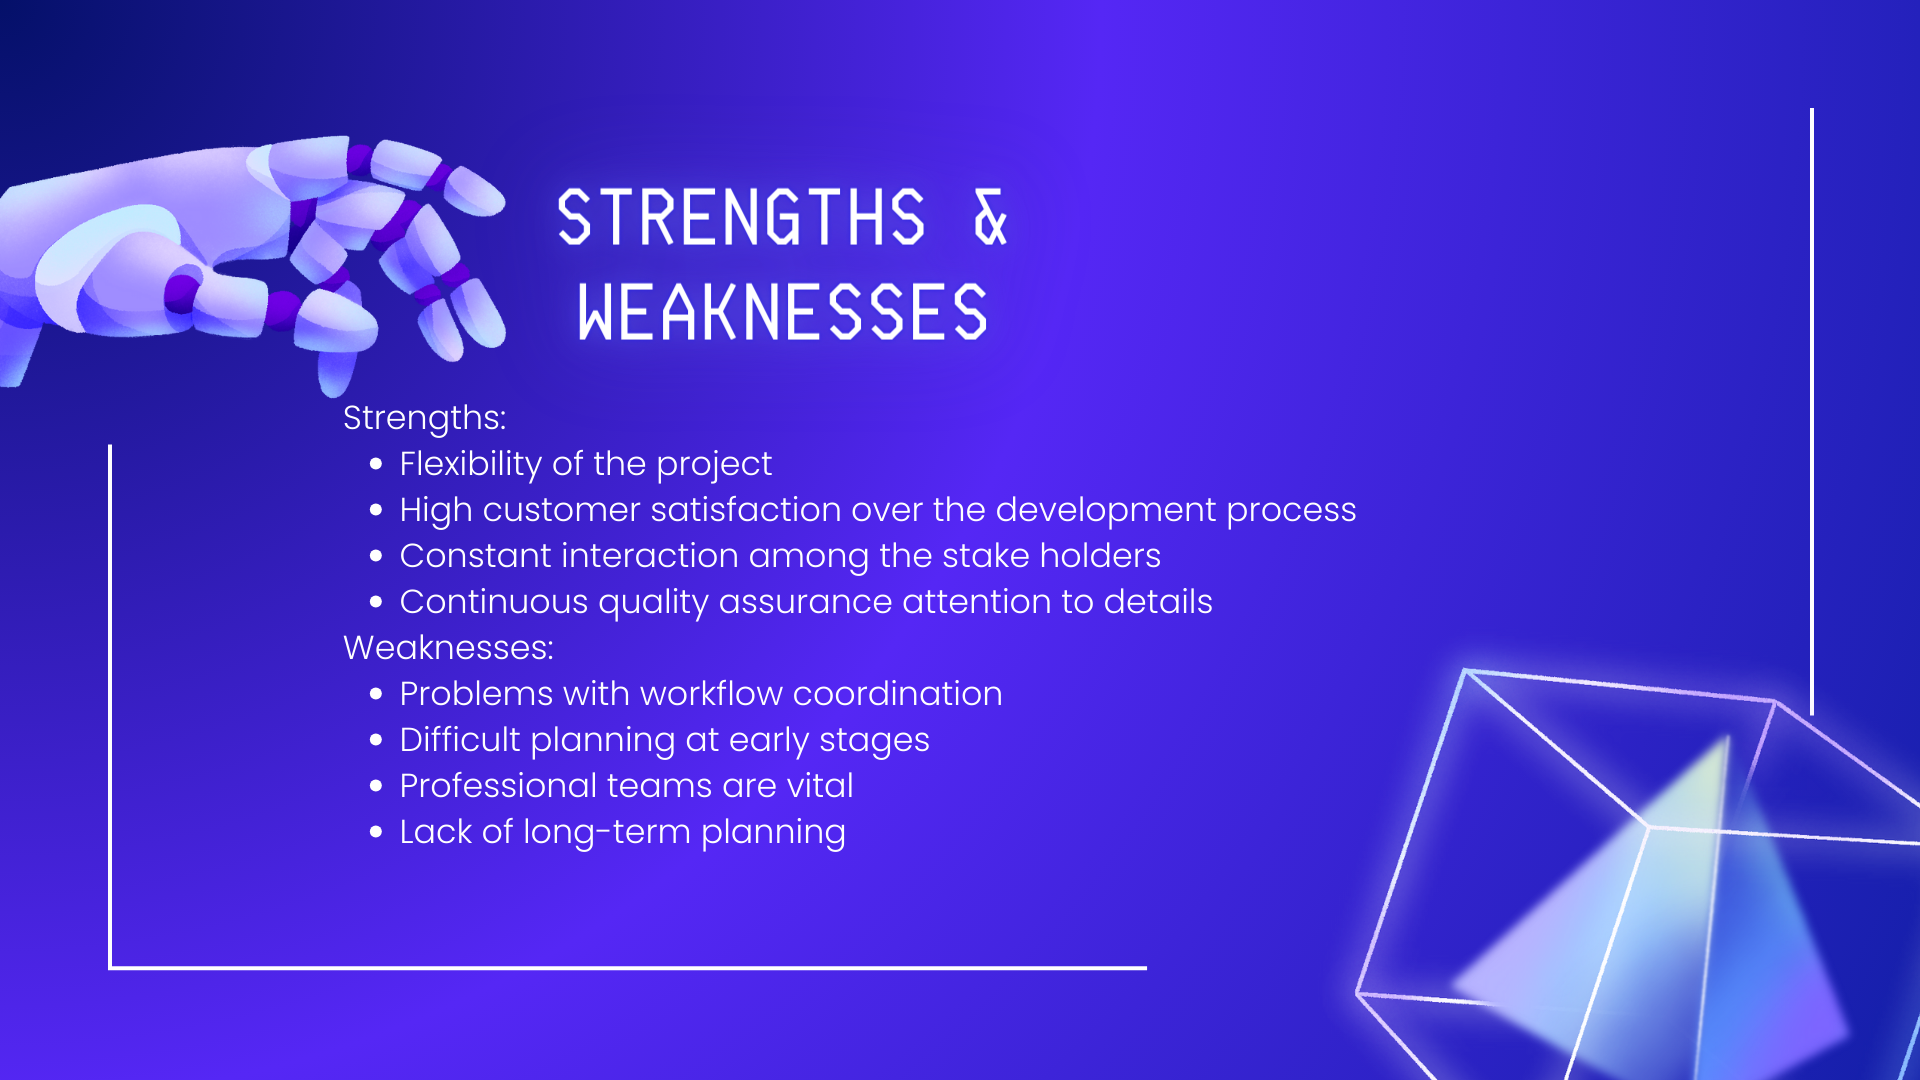 STRENGTHS &
WEAKNESSES
Strengths:
• Flexibility of the project
• High customer satisfaction over the development process
• Constant interaction among the stake holders
• Continuous quality assurance attention to details
Weaknesses:
• Problems with workflow coordination
• Difficult planning at early stages
• Professional teams are vital
• Lack of long-term planning